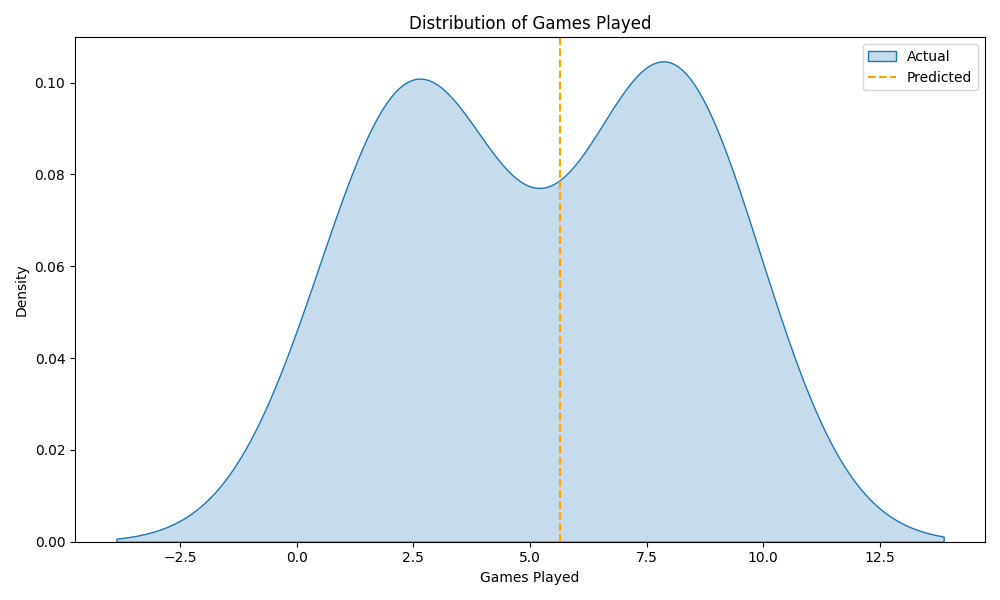 Distribution of Games Played
Actual
Predicted
Density
0.10
0.08
0.06
0.04
0.02
0.00
−2.5 0.0 2.5 5.0 7.5 10.0 12.5
Games Played